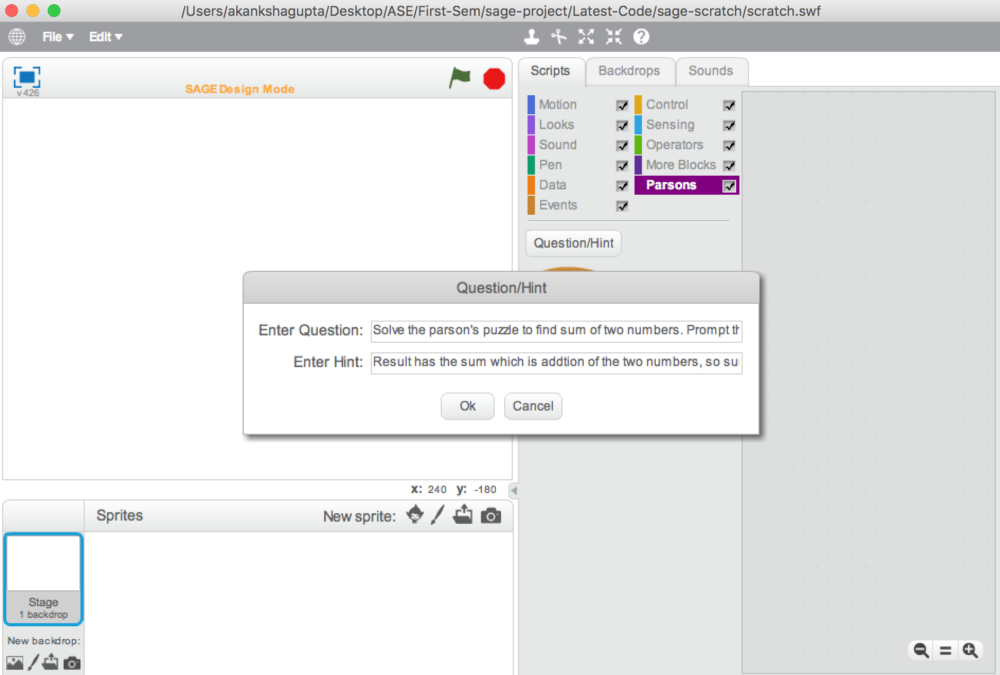 /Users/akankshagupta/Desktop/ASE/First-Sem/sage-project/Latest-Code/sage-scratch/scratch.swf
File Edit
v426
SAGE Design Mode
Scripts Backdrops Sounds
Motion Control
Looks Sensing
Sound Operators
Pen More Blocks
Data Parsons
Events
Question/Hint
Question/Hint
Enter Question: Solve the parson's puzzle to find sum of two numbers. Prompt th
Enter Hint: Result has the sum which is addtion of the two numbers, so su
Ok Cancel
x: 240 y: -180
Sprites New sprite:
Stage
1 backdrop
New backdrop: